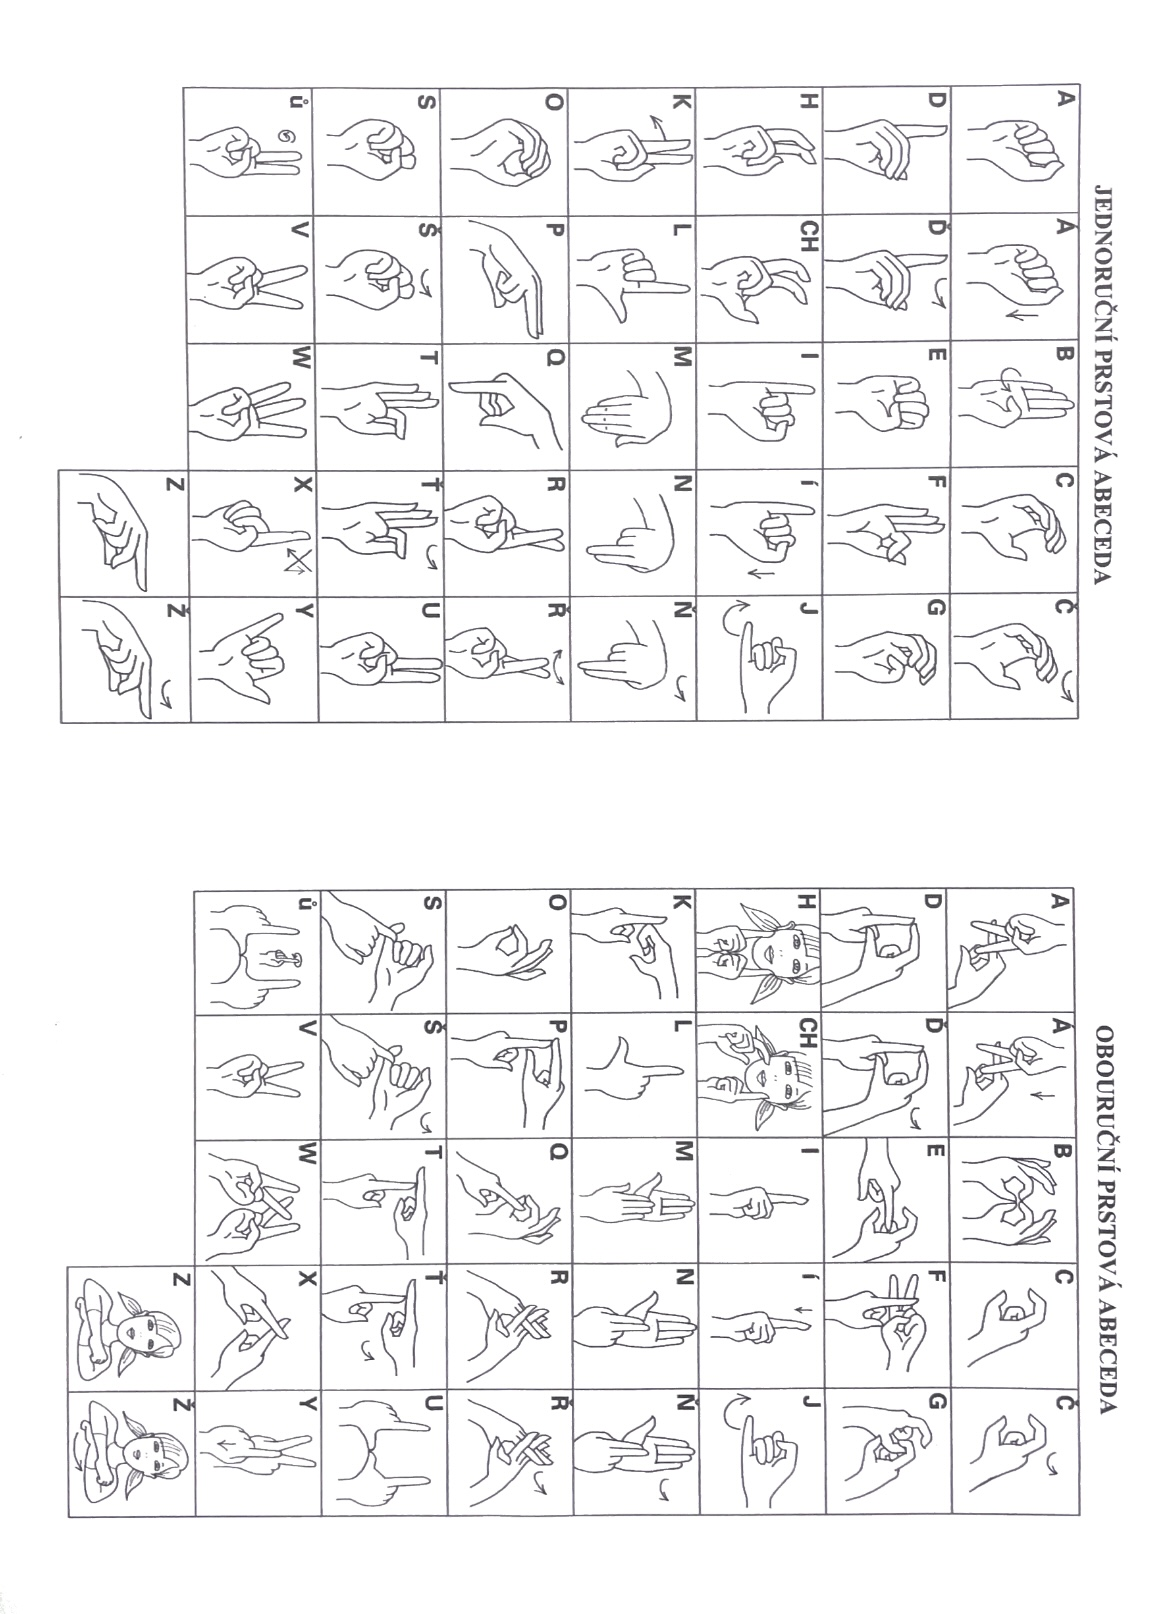 JEDNORUČNÍ PRSTOVÁ ABECEDA
A Á B C Č
D Ď E F G
H CH I Í J
K L M N Ň
O P Q R Ř
S Š T Ť U
Ů V W X Y
Z Ž
OBOURUČNÍ PRSTOVÁ ABECEDA
A Á B C Č
D Ď E F G
H CH I Í J
K L M N Ň
O P Q R Ř
S Š T Ť U
Ů V W X Y
Z Ž